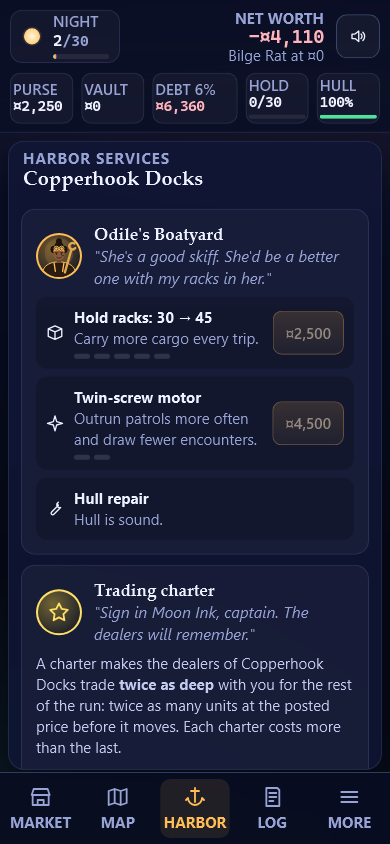 NIGHT
2/30
NET WORTH
−¤4,110
Bilge Rat at ¤0
PURSE
¤2,250
VAULT
¤0
DEBT 6%
¤6,360
HOLD
0/30
HULL
100%
HARBOR SERVICES
Copperhook Docks
Odile's Boatyard
"She's a good skiff. She'd be a better
one with my racks in her."
Hold racks: 30 → 45
Carry more cargo every trip.
¤2,500
Twin-screw motor
Outrun patrols more often
and draw fewer encounters.
¤4,500
Hull repair
Hull is sound.
Trading charter
"Sign in Moon Ink, captain. The
dealers will remember."
A charter makes the dealers of Copperhook
Docks trade twice as deep with you for the rest
of the run: twice as many units at the posted
price before it moves. Each charter costs more
than the last.
MARKET
MAP
HARBOR
LOG
MORE